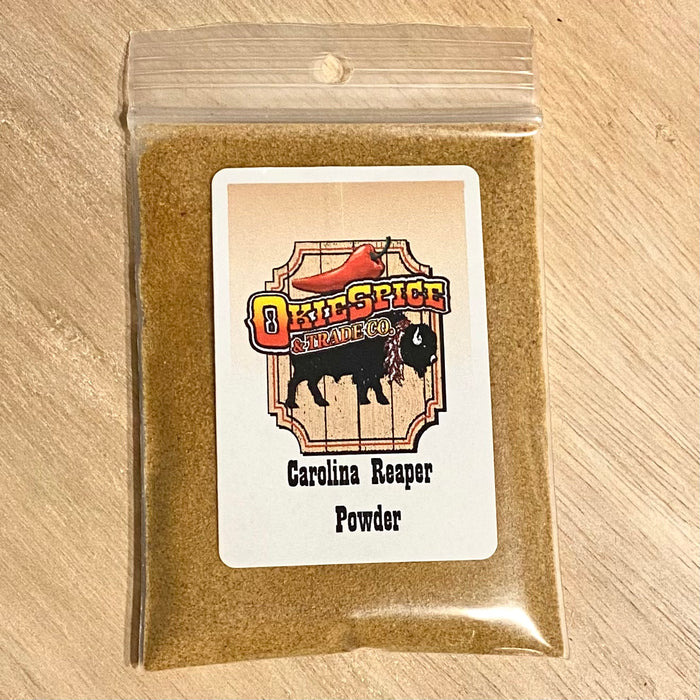 OKIESPICE
& TRADE CO.
Carolina Reaper
Powder